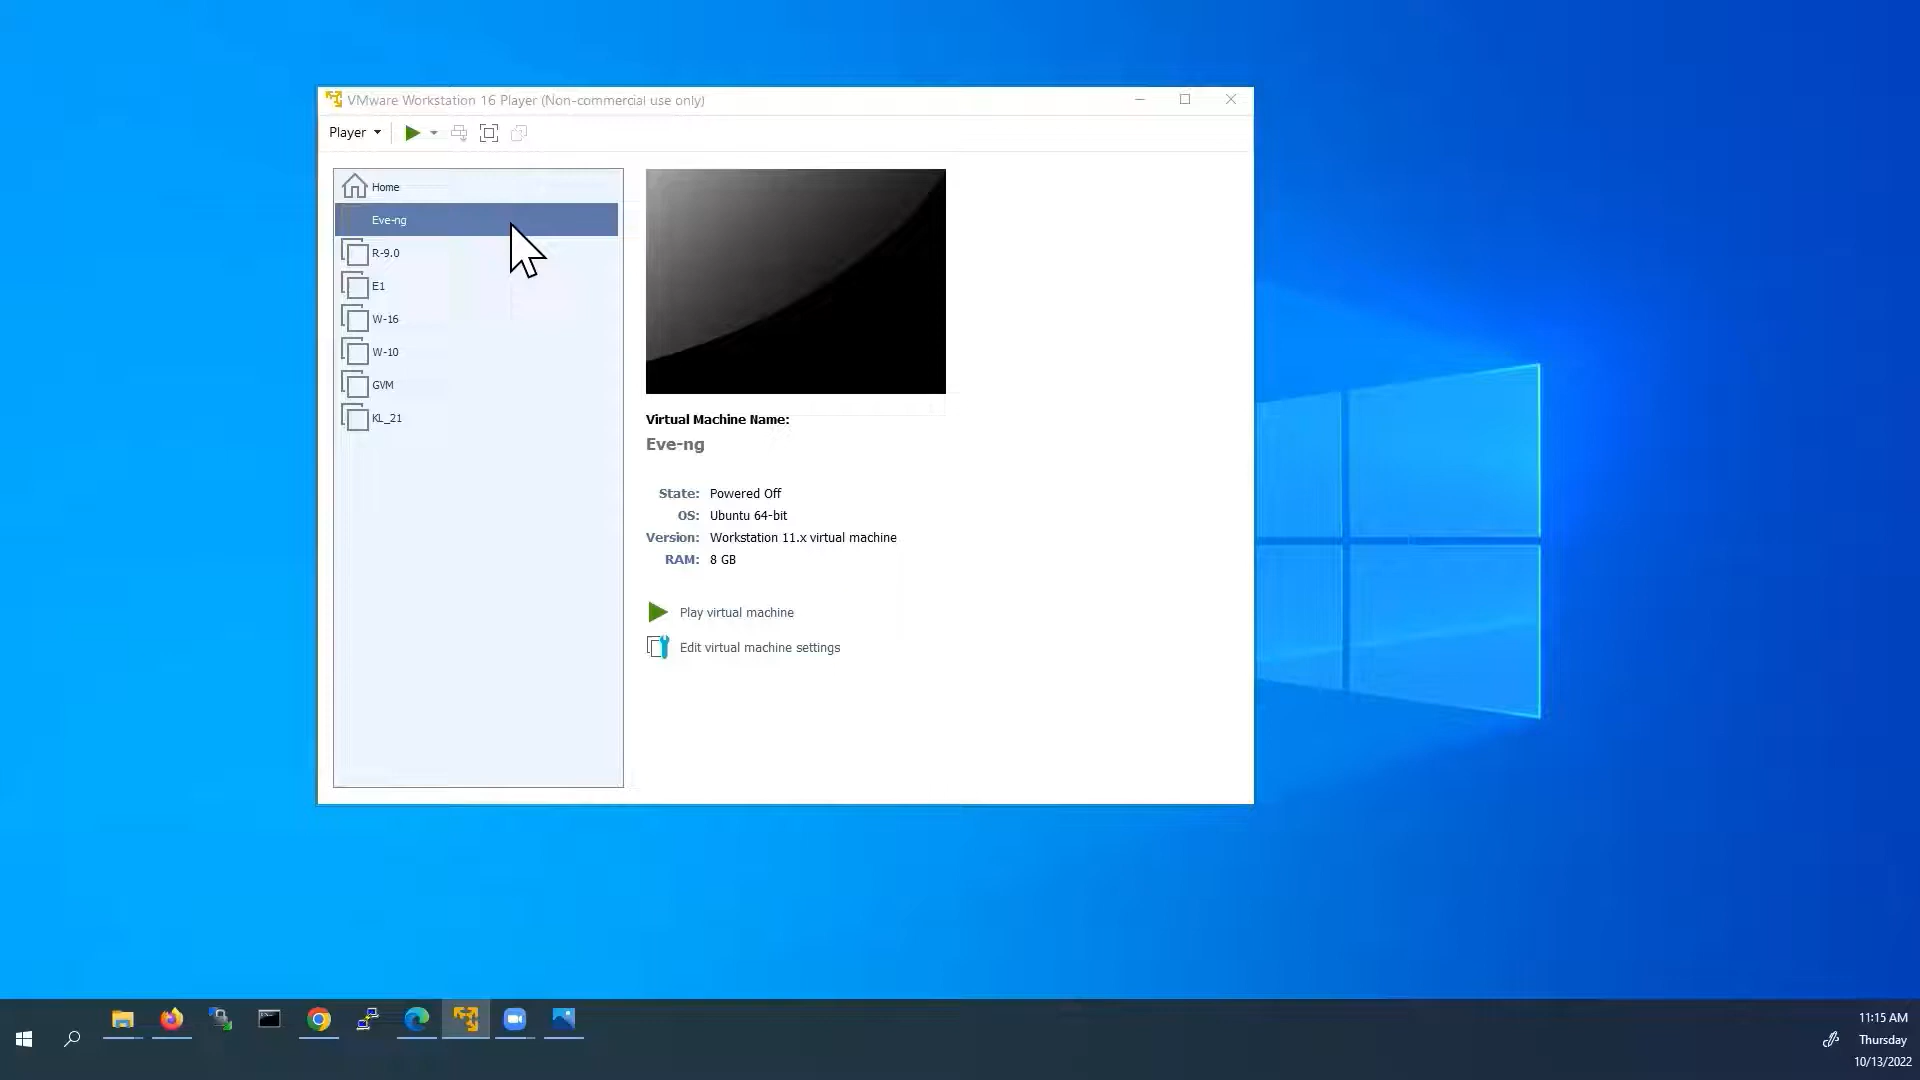 VMware Workstation 16 Player (Non-commercial use only)
Player
Home
Eve-ng
R-9.0
E1
W-16
W-10
GVM
KL_21
Virtual Machine Name:
Eve-ng
State: Powered Off
OS: Ubuntu 64-bit
Version: Workstation 11.x virtual machine
RAM: 8 GB
Play virtual machine
Edit virtual machine settings
11:15 AM
Thursday
10/13/2022